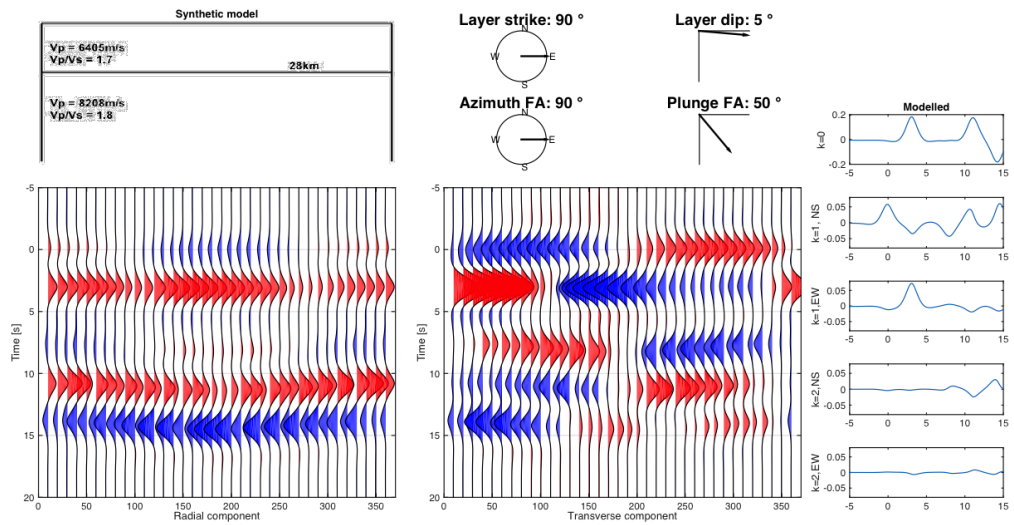 Synthetic model
Vp = 6405m/s
Vp/Vs = 1.7
28km
Vp = 8208m/s
Vp/Vs = 1.8
Layer strike: 90 °
N
W
E
S
Layer dip: 5 °
Azimuth FA: 90 °
N
W
E
S
Plunge FA: 50 °
-5
0
5
10
15
20
Time [s]
0 50 100 150 200 250 300 350
Radial component
-5
0
5
10
15
20
Time [s]
0 50 100 150 200 250 300 350
Transverse component
Modelled
k=0
0.2
-0.2
-5 0 5 10 15
k=1, NS
0.05
0
-0.05
-5 0 5 10 15
k=1,EW
0.05
0
-0.05
-5 0 5 10 15
k=2,NS
0.05
0
-0.05
-5 0 5 10 15
k=2,EW
0.05
0
-0.05
-5 0 5 10 15